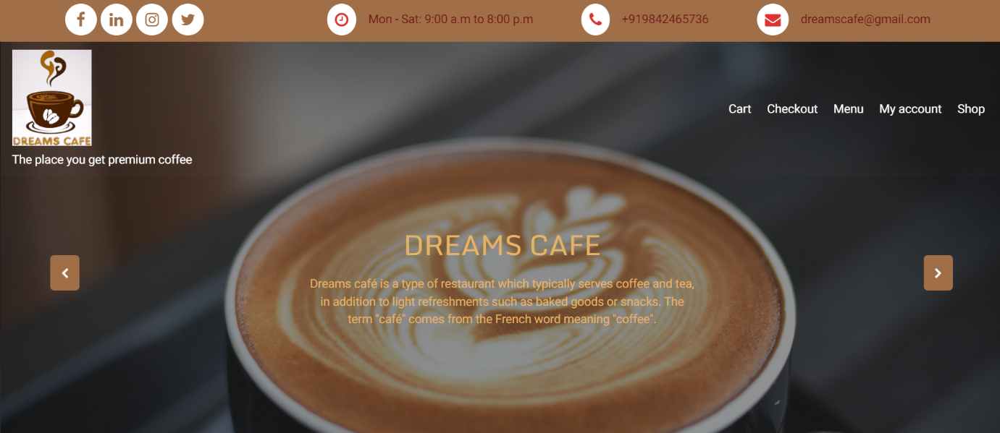 Mon - Sat: 9:00 a.m to 8:00 p.m
+919842465736
dreamscafe@gmail.com
DREAMS CAFE
The place you get premium coffee
Cart
Checkout
Menu
My account
Shop
DREAMS CAFE
Dreams café is a type of restaurant which typically serves coffee and tea,
in addition to light refreshments such as baked goods or snacks. The
term "café" comes from the French word meaning "coffee".